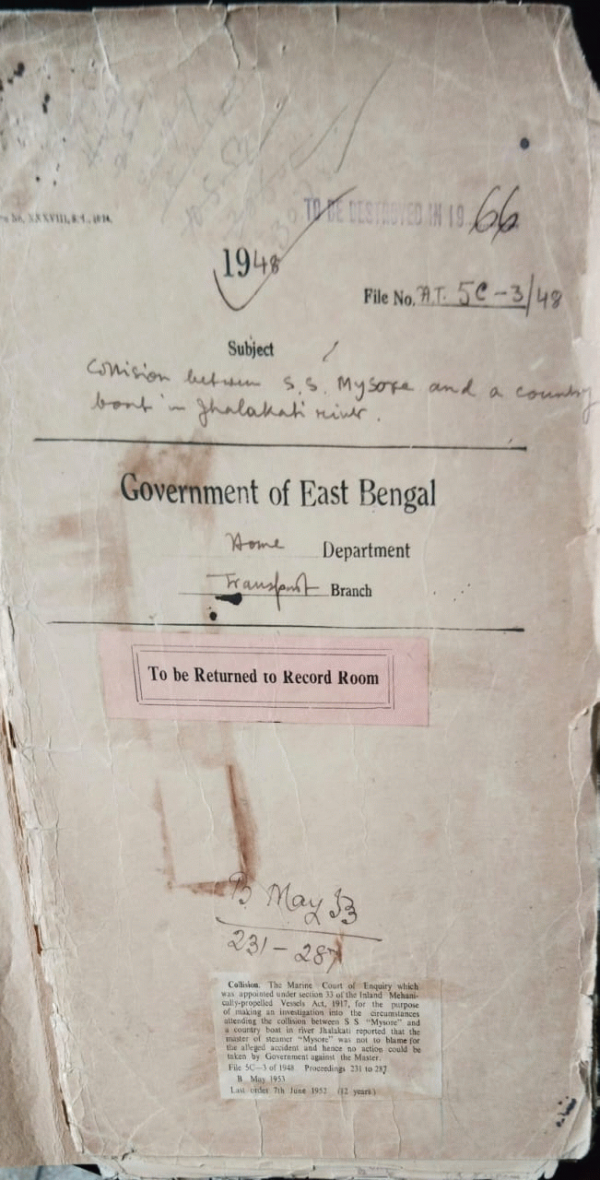 TO BE DESTROYED IN 19 66
1948
File No. A.T. 5C-3/48
Subject
Collision between S.S. Mysore and a country
boat in Jhalakati river.
Government of East Bengal
Home Department
Transport Branch
To be Returned to Record Room
B May 53
231-287
Collision. The Marine Court of Enquiry which
was appointed under section 33 of the Inland Mehani-
cally-propelled Vessels Act, 1917, for the purpose
of making an investigation into the circumstances
attending the collision between S S "Mysore" and
a country boat in river Jhalakati reported that the
master of steamer "Mysore" was not to blame for
the alleged accident and hence no action could be
taken by Government against the Master.
File 5C-3 of 1948 Proceedings 231 to 287
B May 1953
Last order 7th June 1952 (12 years)